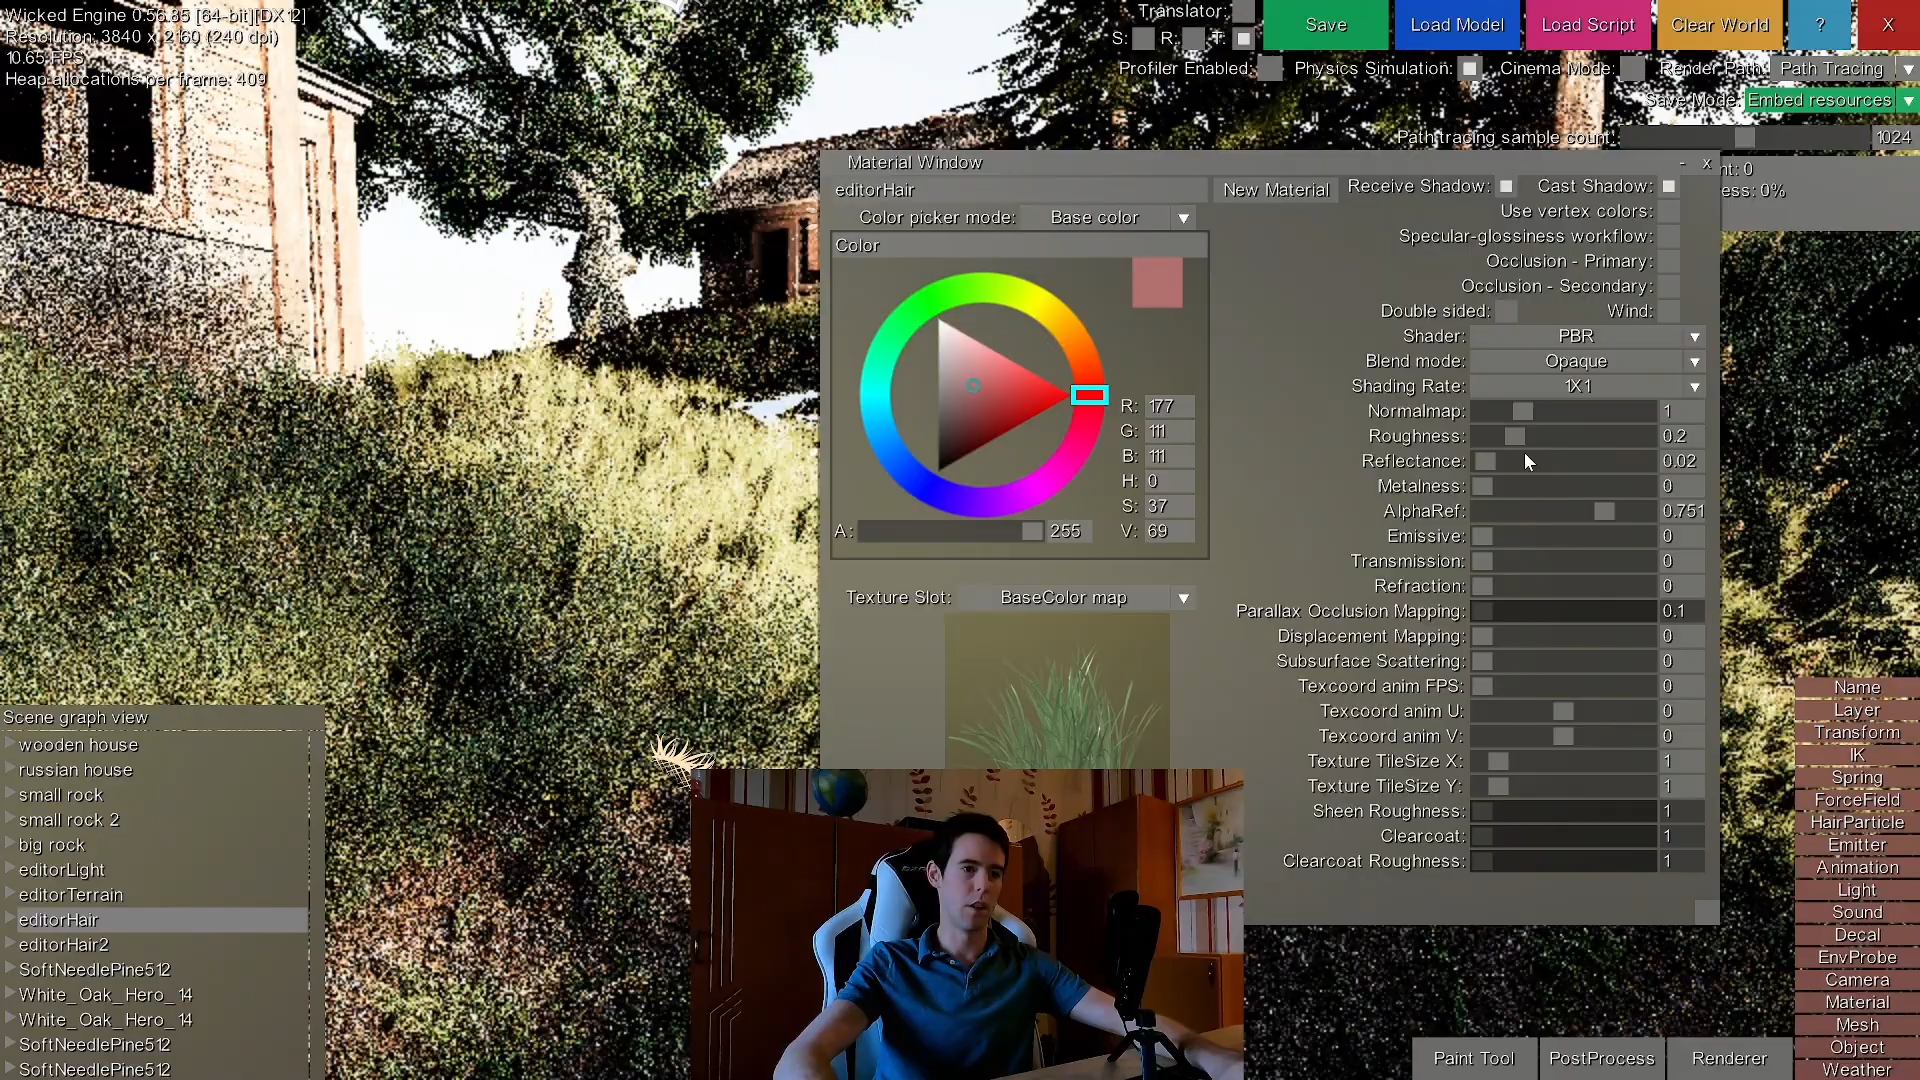 Wicked Engine 0.56.85 [64-bit][DX12]
Resolution: 3840 x 2160 (240 dpi)
10.65 FPS
Heap allocations per frame: 409
Translator:
S: R: T:
Save
Load Model
Load Script
Clear World
?
X
Profiler Enabled:
Physics Simulation:
Cinema Mode:
Render Path:
Path Tracing
Save Mode:
Embed resources
Path tracing sample count:
1024
nt: 0
ess: 0%
Material Window
- x
editorHair
New Material
Color picker mode: Base color
Color
R: 177
G: 111
B: 111
H: 0
S: 37
V: 69
A: 255
Texture Slot: BaseColor map
Receive Shadow: Cast Shadow:
Use vertex colors:
Specular-glossiness workflow:
Occlusion - Primary:
Occlusion - Secondary:
Double sided: Wind:
Shader: PBR
Blend mode: Opaque
Shading Rate: 1X1
Normalmap: 1
Roughness: 0.2
Reflectance: 0.02
Metalness: 0
AlphaRef: 0.751
Emissive: 0
Transmission: 0
Refraction: 0
Parallax Occlusion Mapping: 0.1
Displacement Mapping: 0
Subsurface Scattering: 0
Texcoord anim FPS: 0
Texcoord anim U: 0
Texcoord anim V: 0
Texture TileSize X: 1
Texture TileSize Y: 1
Sheen Roughness: 1
Clearcoat: 1
Clearcoat Roughness: 1
Scene graph view
wooden house
russian house
small rock
small rock 2
big rock
editorLight
editorTerrain
editorHair
editorHair2
SoftNeedlePine512
White_Oak_Hero_14
White_Oak_Hero_14
SoftNeedlePine512
SoftNeedlePine512
Name
Layer
Transform
IK
Spring
ForceField
HairParticle
Emitter
Animation
Light
Sound
Decal
EnvProbe
Camera
Material
Mesh
Object
Weather
Paint Tool
PostProcess
Renderer